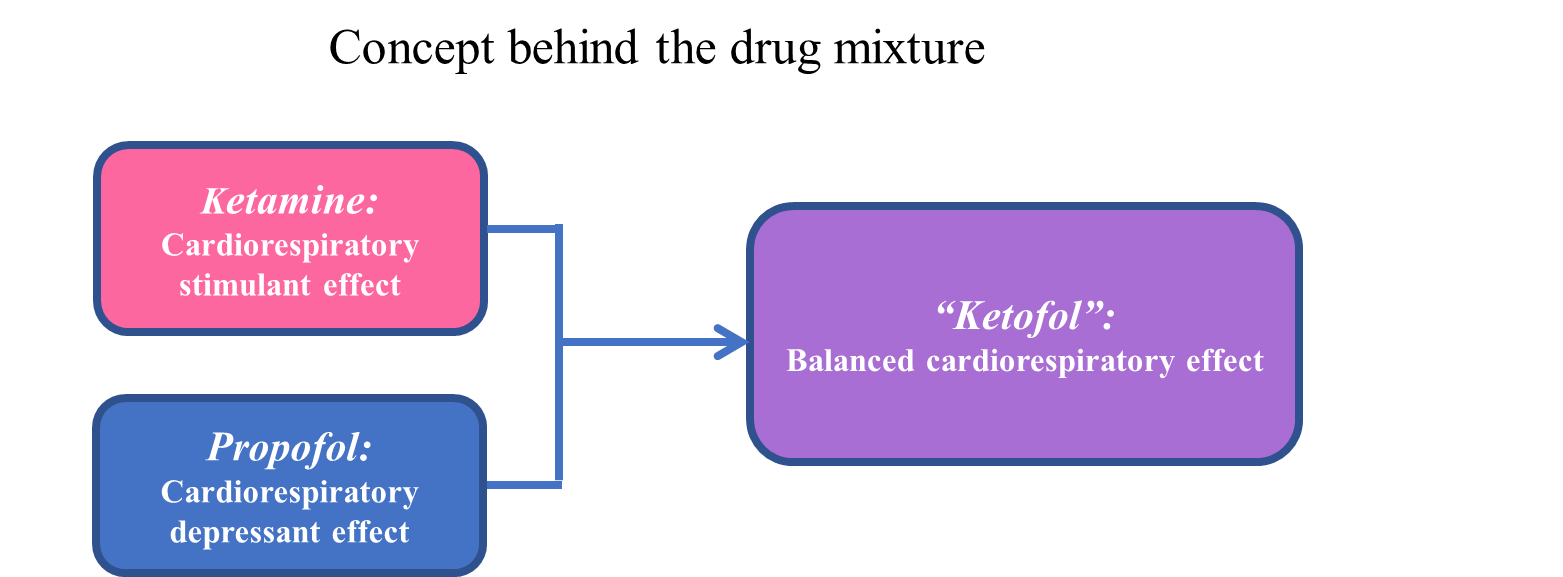 Concept behind the drug mixture
Ketamine:
Cardiorespiratory
stimulant effect
Propofol:
Cardiorespiratory
depressant effect
“Ketofol”:
Balanced cardiorespiratory effect